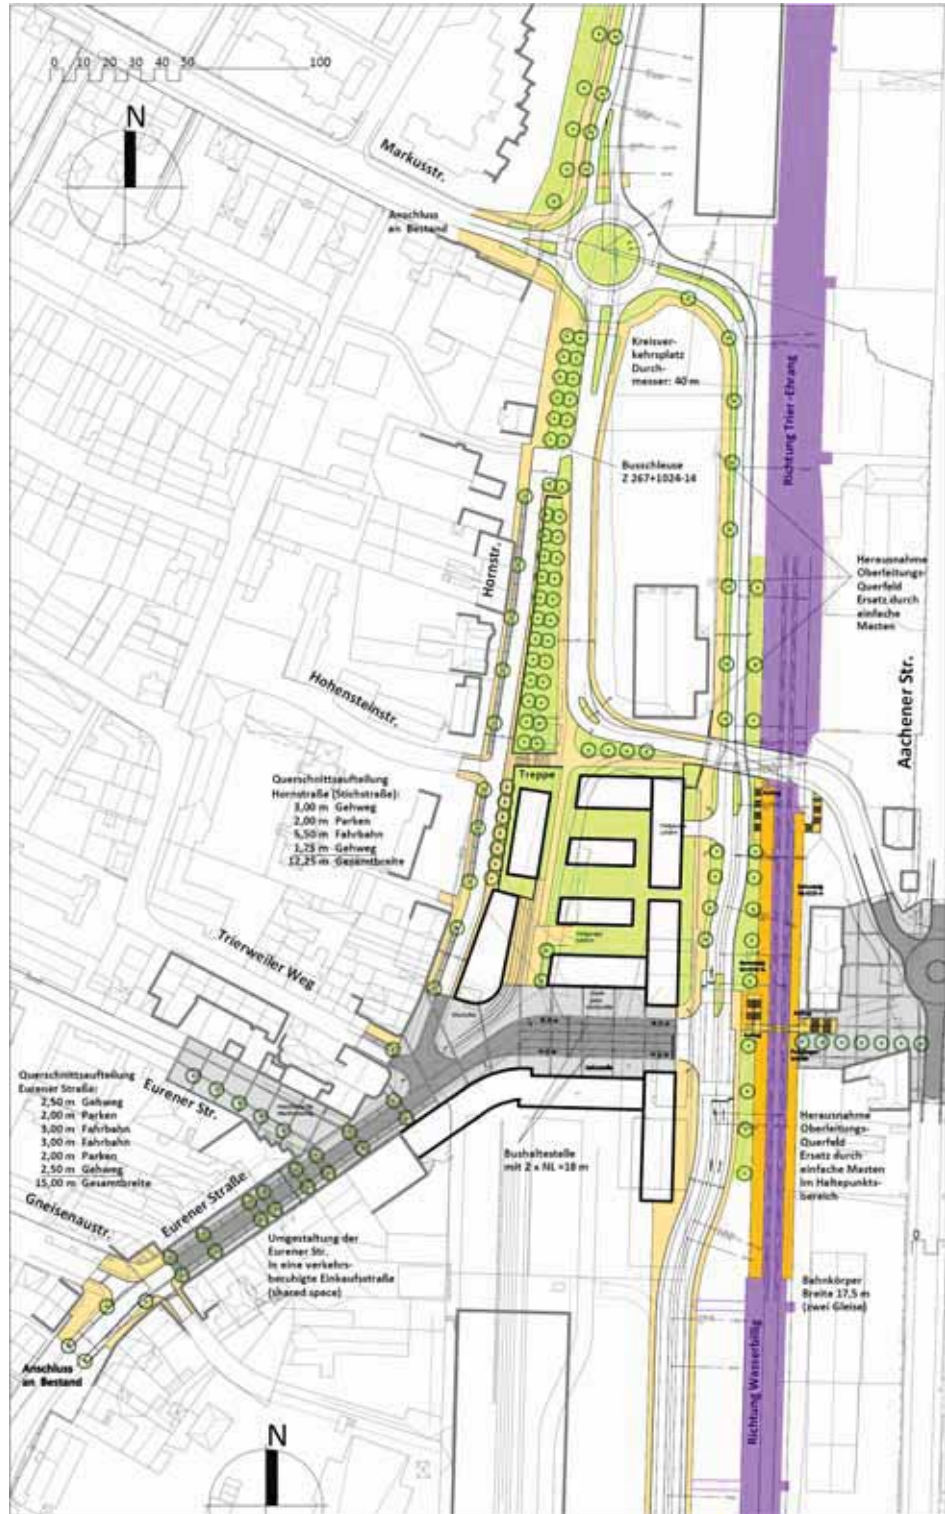 0 10 20 30 40 50 100
N
Markusstr.
Anschluss
an Bestand
Kreisver-
kehrsplatz
Durch-
messer: 40 m
Richtung Trier -Ehrang
Busschleuse
Z 267+1024-14
Hornstr.
Herausnahme
Oberleitungs-
Querfeld
Ersatz durch
einfache
Masten
Hohensteinstr.
Aachener Str.
Querschnittsaufteilung
Hornstraße (Stichstraße):
3,00 m Gehweg
2,00 m Parken
5,50 m Fahrbahn
1,75 m Gehweg
12,25 m Gesamtbreite
Treppe
Trierweiler Weg
Querschnittsaufteilung
Eurener Straße:
2,50 m Gehweg
2,00 m Parken
3,00 m Fahrbahn
3,00 m Fahrbahn
2,00 m Parken
2,50 m Gehweg
15,00 m Gesamtbreite
Eurener Str.
Herausnahme
Oberleitungs-
Querfeld
Ersatz durch
einfache Masten
im Haltepunkts-
bereich
Bushaltestelle
mit 2 x NL =18 m
Eurener Straße
Gneisenaustr.
Umgestaltung der
Eurener Str.
in eine verkehrs-
beruhigte Einkaufsstraße
(shared space)
Bahnkörper
Breite 17,5 m
(zwei Gleise)
Anschluss
an Bestand
Richtung Wasserbillig
N